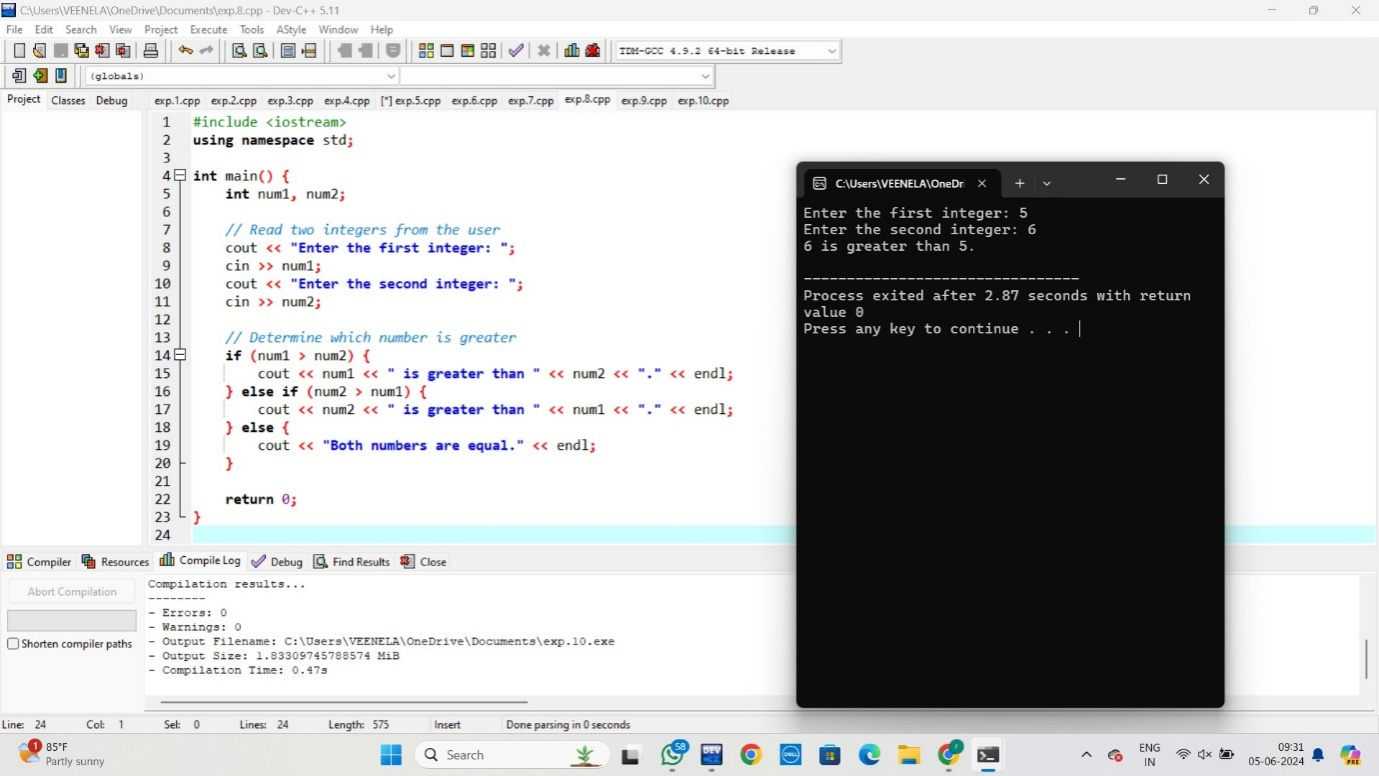 C:\Users\VEENELA\OneDrive\Documents\exp.8.cpp - Dev-C++ 5.11
File Edit Search View Project Execute Tools AStyle Window Help
TDM-GCC 4.9.2 64-bit Release
(globals)
Project Classes Debug
exp.1.cpp exp.2.cpp exp.3.cpp exp.4.cpp [*] exp.5.cpp exp.6.cpp exp.7.cpp exp.8.cpp exp.9.cpp exp.10.cpp
1 #include <iostream>
2 using namespace std;
3
4 int main() {
5 int num1, num2;
6
7 // Read two integers from the user
8 cout << "Enter the first integer: ";
9 cin >> num1;
10 cout << "Enter the second integer: ";
11 cin >> num2;
12
13 // Determine which number is greater
14 if (num1 > num2) {
15 cout << num1 << " is greater than " << num2 << "." << endl;
16 } else if (num2 > num1) {
17 cout << num2 << " is greater than " << num1 << "." << endl;
18 } else {
19 cout << "Both numbers are equal." << endl;
20 }
21
22 return 0;
23 }
24
C:\Users\VEENELA\OneDr
Enter the first integer: 5
Enter the second integer: 6
6 is greater than 5.
--------------------------------
Process exited after 2.87 seconds with return
value 0
Press any key to continue . . .
Compiler Resources Compile Log Debug Find Results Close
Abort Compilation
Shorten compiler paths
Compilation results...
--------
- Errors: 0
- Warnings: 0
- Output Filename: C:\Users\VEENELA\OneDrive\Documents\exp.10.exe
- Output Size: 1.83309745788574 MiB
- Compilation Time: 0.47s
Line: 24 Col: 1 Sel: 0 Lines: 24 Length: 575 Insert Done parsing in 0 seconds
1
85°F
Partly sunny
Search
58
DEV
DELL
ENG
IN
09:31
05-06-2024
PRE